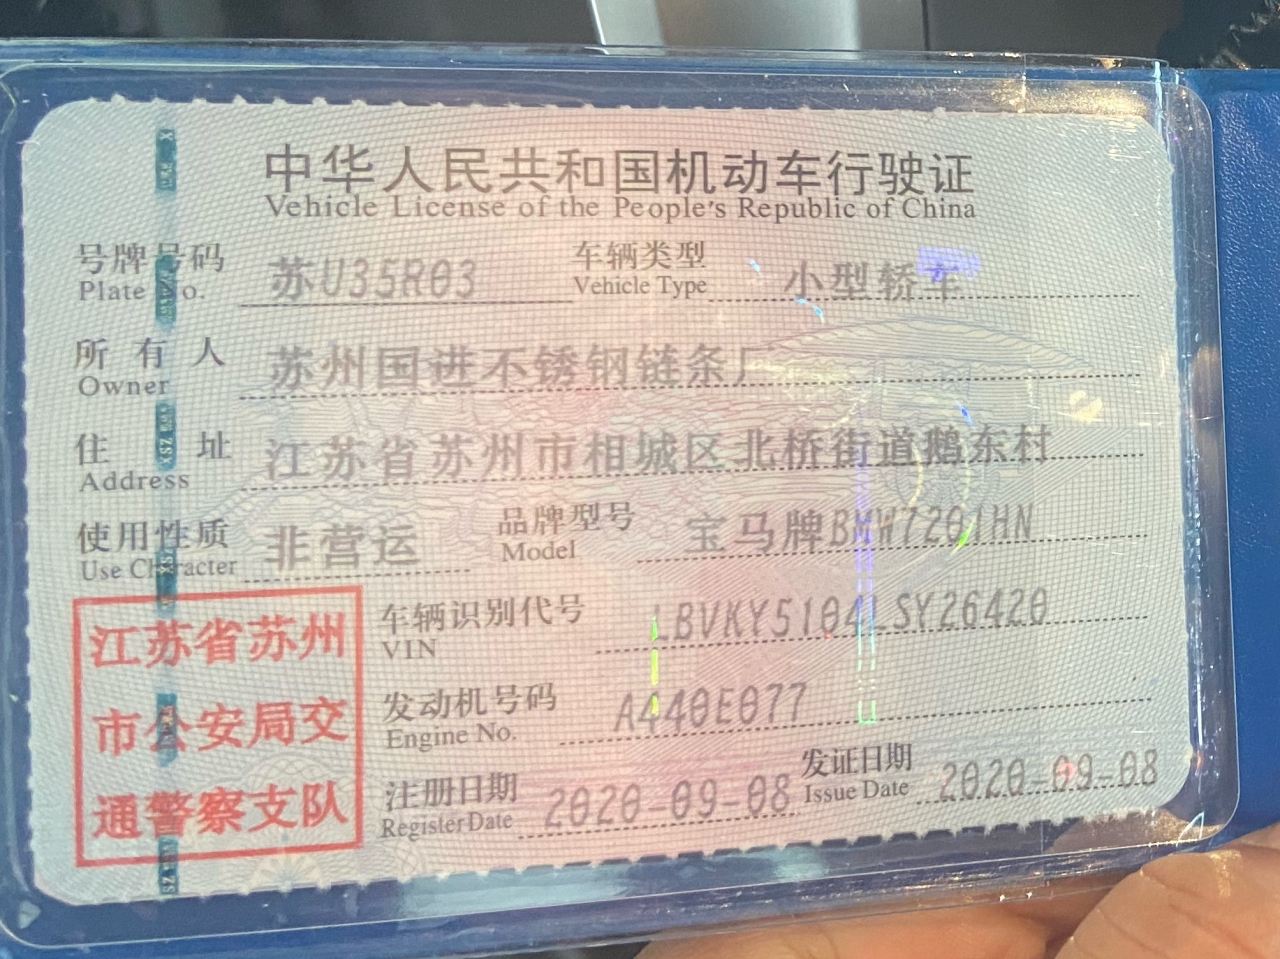 中华人民共和国机动车行驶证
Vehicle License of the People's Republic of China
号牌号码 苏U35R03 车辆类型 小型轿车
Plate No. Vehicle Type
所有人 苏州国进不锈钢链条厂
Owner
住址 江苏省苏州市相城区北桥街道鹅东村
Address
使用性质 非营运 品牌型号 宝马牌BMW7201HN
Use Character Model
车辆识别代号 LBVKY5104LSY26420
VIN
发动机号码 A440E077
Engine No.
注册日期 2020-09-08 发证日期 2020-09-08
Register Date Issue Date
江苏省苏州
市公安局交
通警察支队